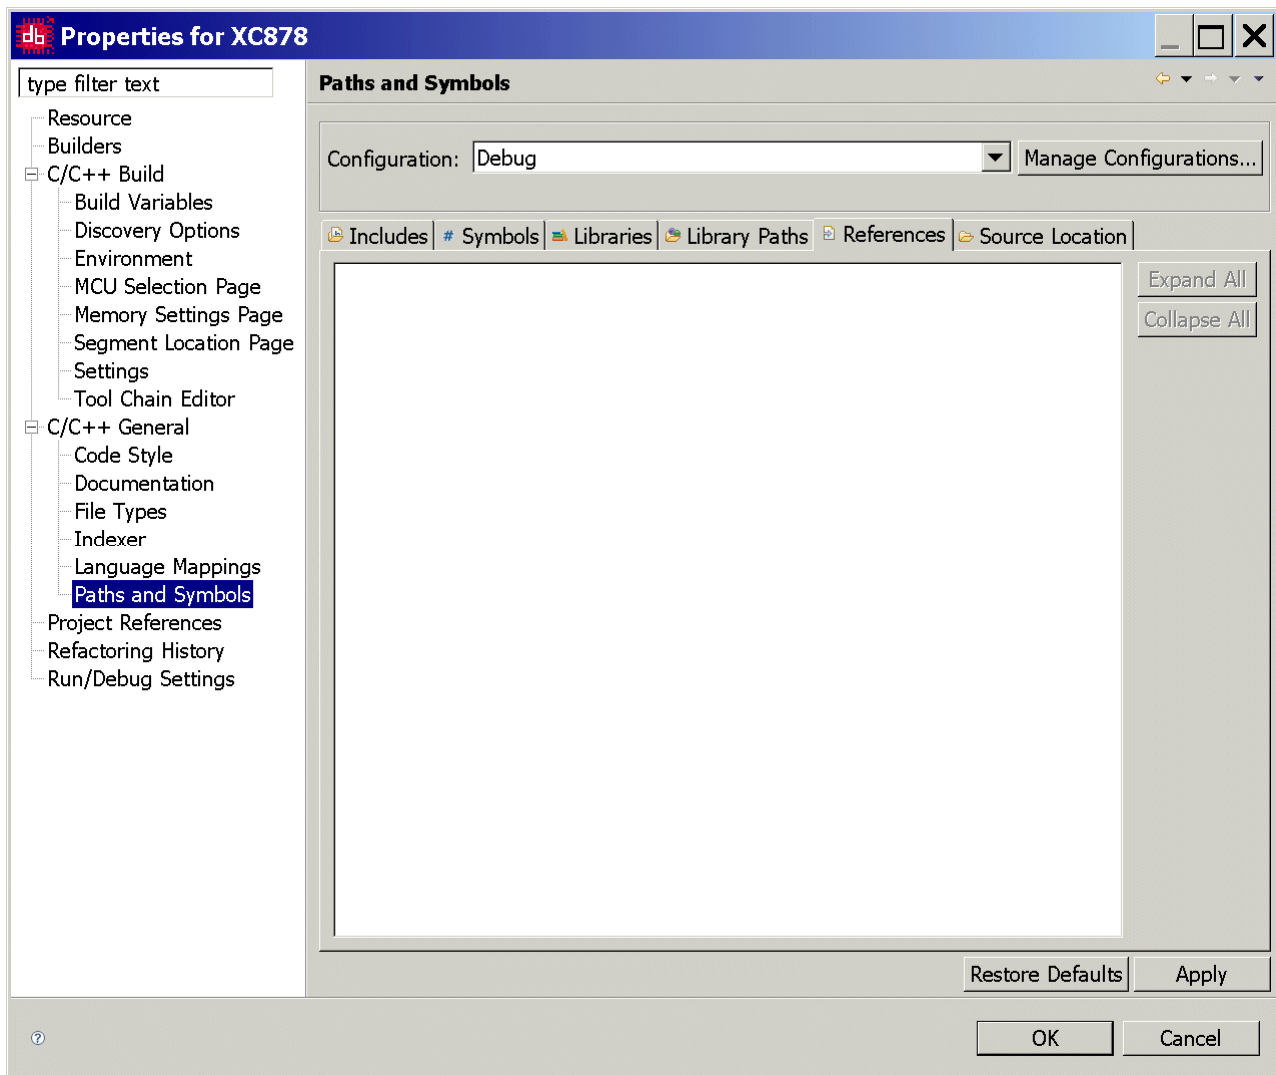 db Properties for XC878
type filter text
Resource
Builders
C/C++ Build
Build Variables
Discovery Options
Environment
MCU Selection Page
Memory Settings Page
Segment Location Page
Settings
Tool Chain Editor
C/C++ General
Code Style
Documentation
File Types
Indexer
Language Mappings
Paths and Symbols
Project References
Refactoring History
Run/Debug Settings
Paths and Symbols
Configuration: Debug Manage Configurations...
Includes # Symbols Libraries Library Paths References Source Location
Expand All
Collapse All
Restore Defaults Apply
? OK Cancel